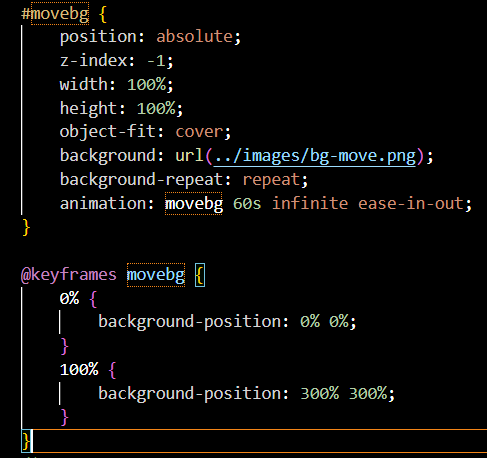 #movebg {
position: absolute;
z-index: -1;
width: 100%;
height: 100%;
object-fit: cover;
background: url(../images/bg-move.png);
background-repeat: repeat;
animation: movebg 60s infinite ease-in-out;
}
@keyframes movebg {
0% {
background-position: 0% 0%;
}
100% {
background-position: 300% 300%;
}
}